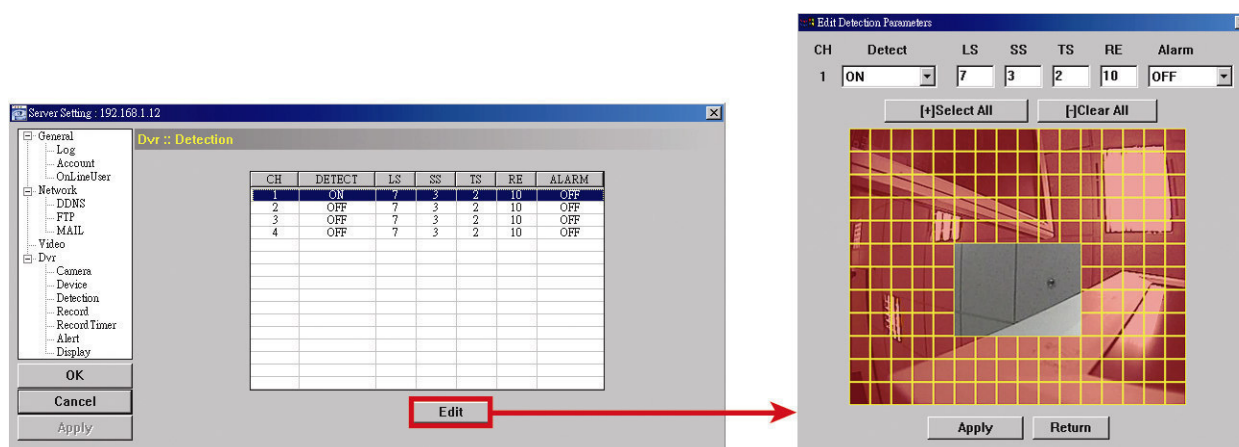 Server Setting : 192.168.1.12
General
Log
Account
OnLineUser
Network
DDNS
FTP
MAIL
Video
Dvr
Camera
Device
Detection
Record
Record Timer
Alert
Display
OK
Cancel
Apply
Dvr :: Detection
CH DETECT LS SS TS RE ALARM
1 ON 7 3 2 10 OFF
2 OFF 7 3 2 10 OFF
3 OFF 7 3 2 10 OFF
4 OFF 7 3 2 10 OFF
Edit
Edit Detection Parameters
CH Detect LS SS TS RE Alarm
1 ON 7 3 2 10 OFF
[+]Select All [-]Clear All
Apply Return